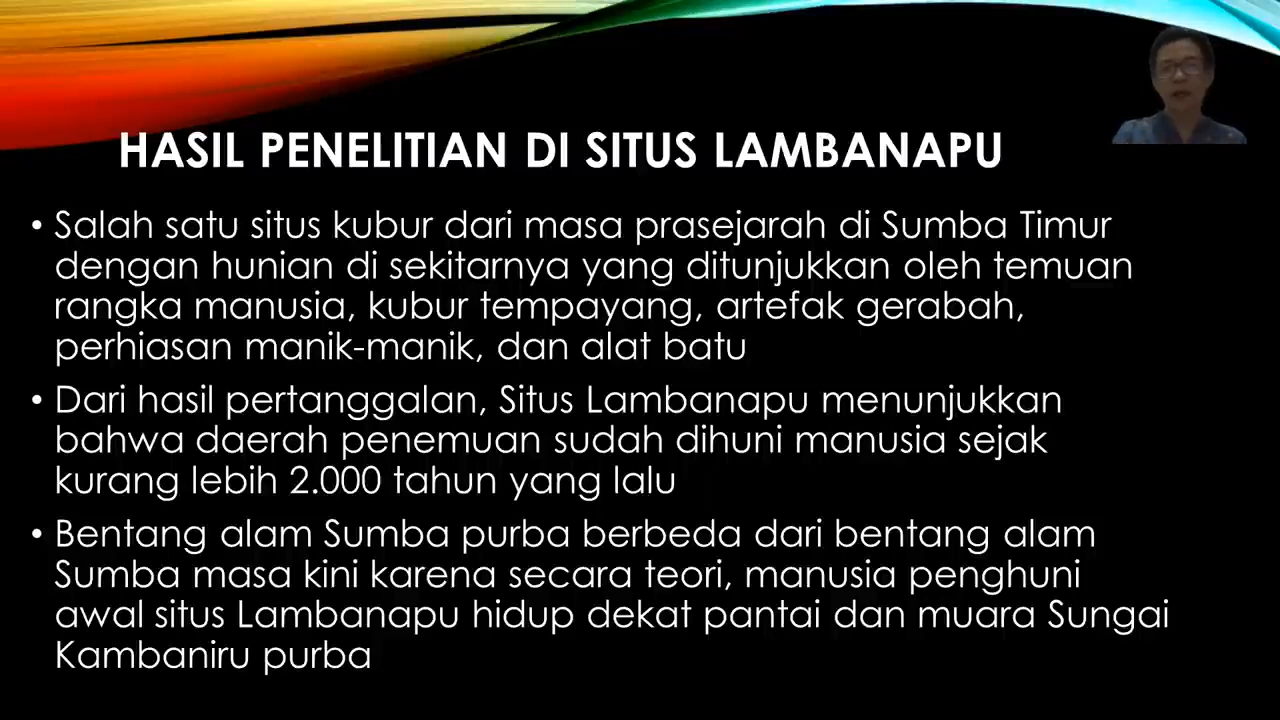 HASIL PENELITIAN DI SITUS LAMBANAPU
• Salah satu situs kubur dari masa prasejarah di Sumba Timur
dengan hunian di sekitarnya yang ditunjukkan oleh temuan
rangka manusia, kubur tempayang, artefak gerabah,
perhiasan manik-manik, dan alat batu
• Dari hasil pertanggalan, Situs Lambanapu menunjukkan
bahwa daerah penemuan sudah dihuni manusia sejak
kurang lebih 2.000 tahun yang lalu
• Bentang alam Sumba purba berbeda dari bentang alam
Sumba masa kini karena secara teori, manusia penghuni
awal situs Lambanapu hidup dekat pantai dan muara Sungai
Kambaniru purba